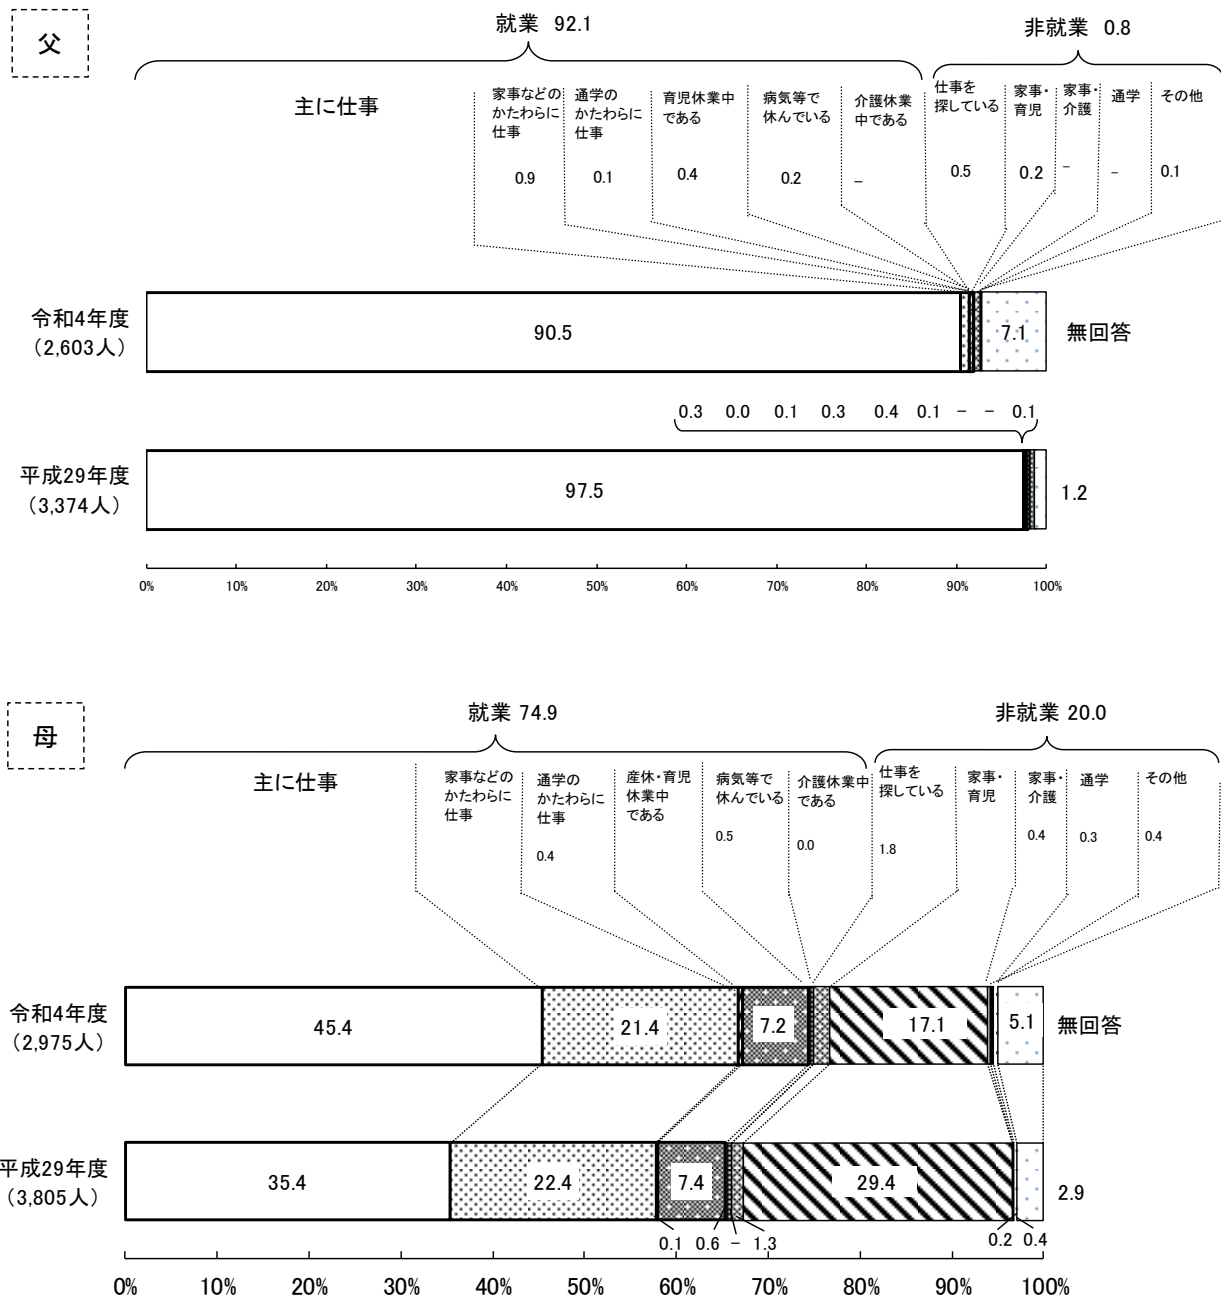 父
就業 92.1
非就業 0.8
主に仕事
家事などの
かたわらに
仕事
通学の
かたわらに
仕事
育児休業中
である
病気等で
休んでいる
介護休業
中である
仕事を
探している
家事・
育児
家事・
介護
通学
その他
0.9
0.1
0.4
0.2
–
0.5
0.2
–
–
0.1
令和4年度
（2,603人）
90.5
7.1
無回答
0.3 0.0 0.1 0.3 0.4 0.1 – – 0.1
平成29年度
（3,374人）
97.5
1.2
0% 10% 20% 30% 40% 50% 60% 70% 80% 90% 100%
母
就業 74.9
非就業 20.0
主に仕事
家事などの
かたわらに
仕事
通学の
かたわらに
仕事
0.4
産休・育児
休業中
である
病気等で
休んでいる
0.5
介護休業中
である
0.0
仕事を
探している
1.8
家事・
育児
家事・
介護
0.4
通学
0.3
その他
0.4
令和4年度
（2,975人）
45.4
21.4
7.2
17.1
5.1
無回答
平成29年度
（3,805人）
35.4
22.4
7.4
29.4
2.9
0.1 0.6 – 1.3 0.2 0.4
0% 10% 20% 30% 40% 50% 60% 70% 80% 90% 100%